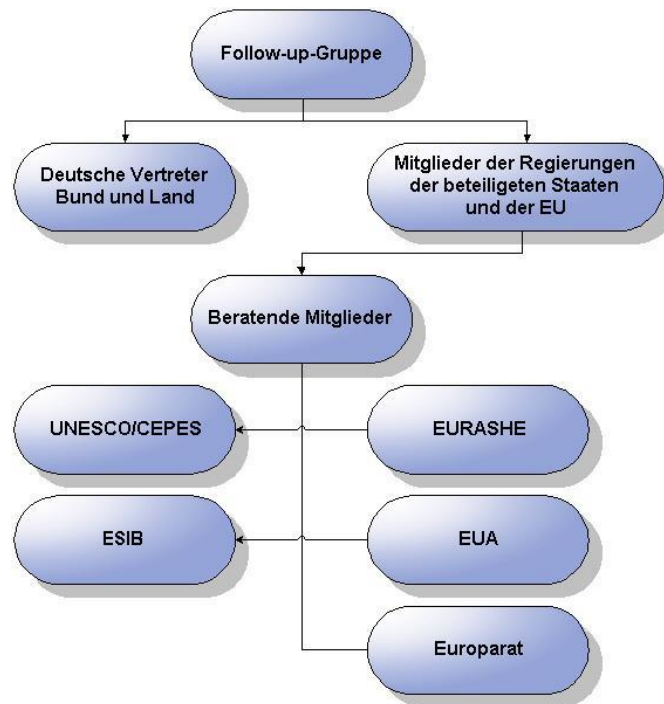 Follow-up-Gruppe
Deutsche Vertreter
Bund und Land
Mitglieder der Regierungen
der beteiligeten Staaten
und der EU
Beratende Mitglieder
UNESCO/CEPES
EURASHE
ESIB
EUA
Europarat